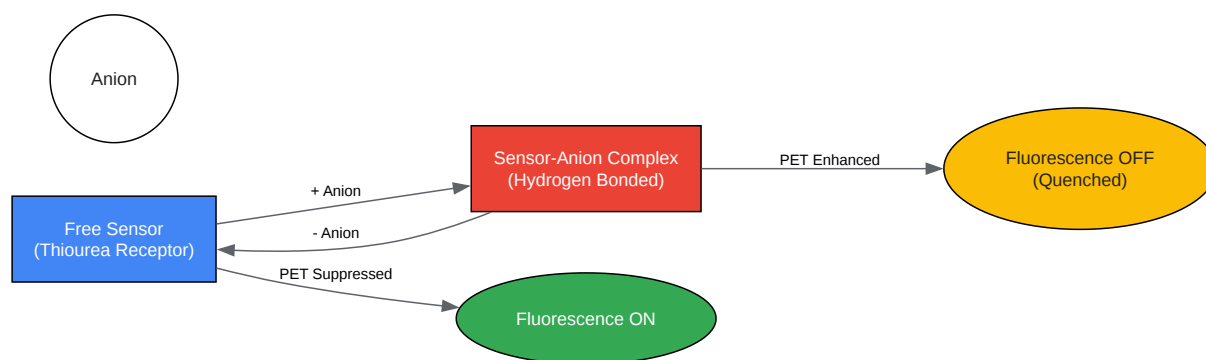 Anion
Sensor-Anion Complex
(Hydrogen Bonded)
PET Enhanced
Fluorescence OFF
(Quenched)
+ Anion
Free Sensor
(Thiourea Receptor)
- Anion
PET Suppressed
Fluorescence ON